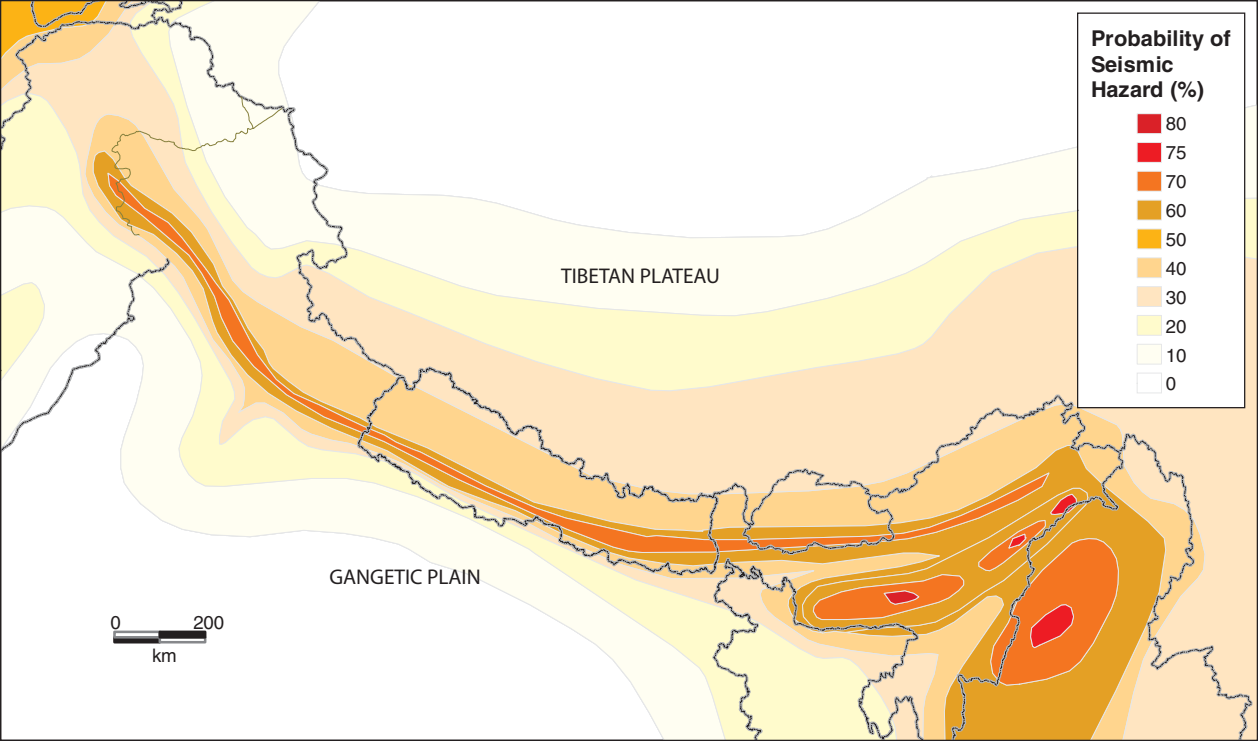 Probability of
Seismic
Hazard (%)
80
75
70
60
50
40
30
20
10
0
TIBETAN PLATEAU
GANGETIC PLAIN
0 200
km